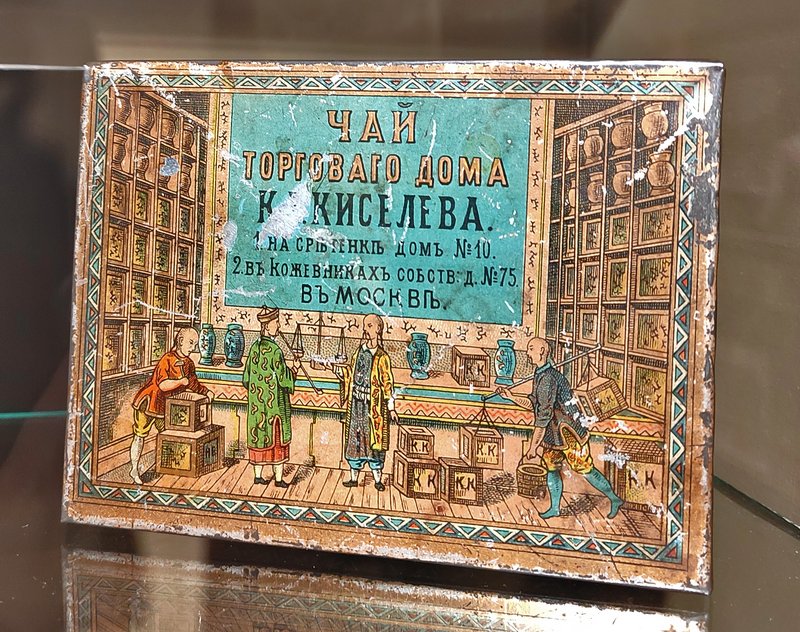 ЧАЙ
ТОРГОВАГО ДОМА
К. КИСЕЛЕВА.
1. НА СРѢТЕНКѢ ДОМЪ №10.
2. ВЪ КОЖЕВНИКАХЪ СОБСТВ: Д. №75.
ВЪ МОСКВѢ.
К К
К К
К.К
К К